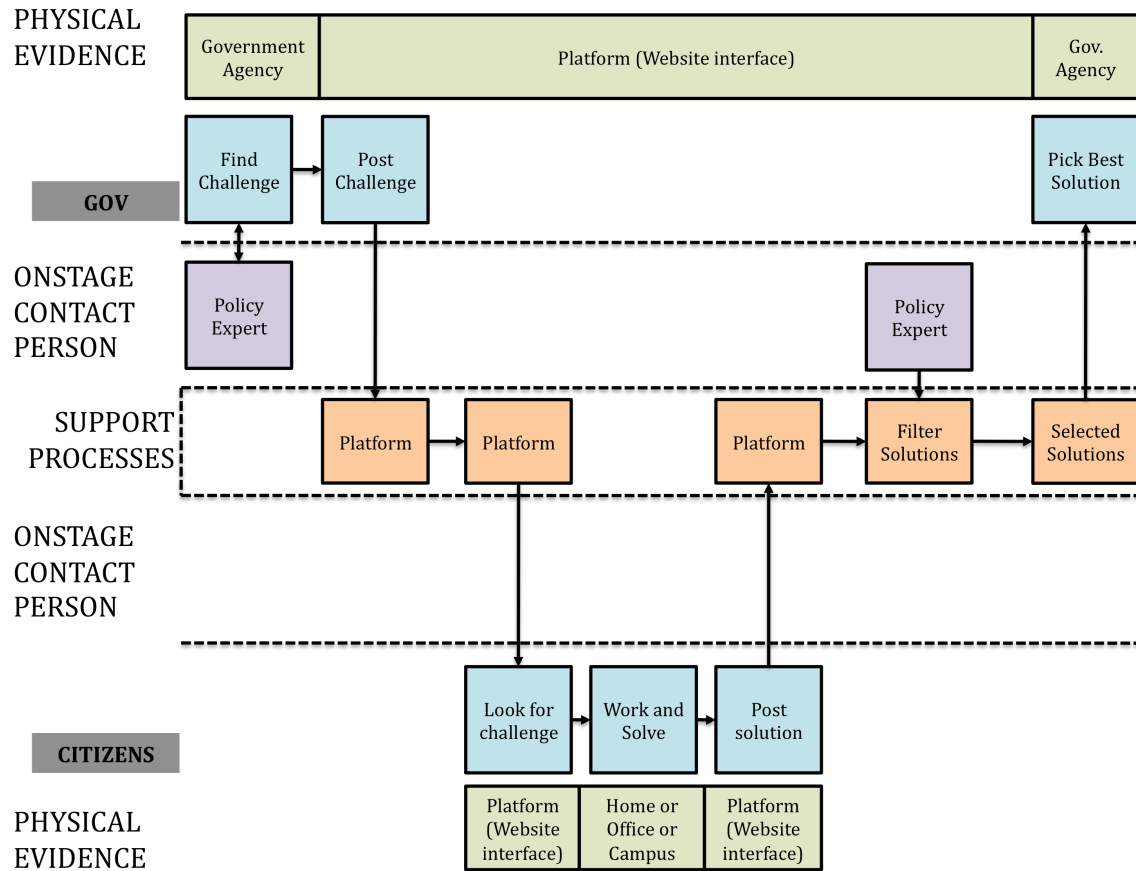 PHYSICAL
EVIDENCE
Government
Agency
Platform (Website interface)
Gov.
Agency
Find
Challenge
Post
Challenge
Pick Best
Solution
GOV
ONSTAGE
CONTACT
PERSON
Policy
Expert
Policy
Expert
SUPPORT
PROCESSES
Platform
Platform
Platform
Filter
Solutions
Selected
Solutions
ONSTAGE
CONTACT
PERSON
Look for
challenge
Work and
Solve
Post
solution
CITIZENS
PHYSICAL
EVIDENCE
Platform
(Website
interface)
Home or
Office or
Campus
Platform
(Website
interface)